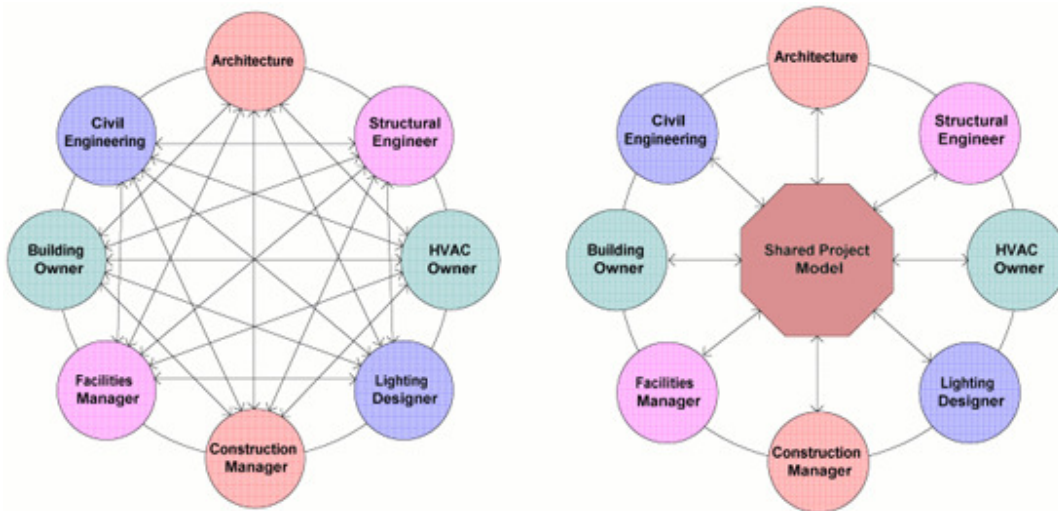 Architecture
Civil
Engineering
Structural
Engineer
Building
Owner
HVAC
Owner
Facilities
Manager
Lighting
Designer
Construction
Manager
Architecture
Civil
Engineering
Structural
Engineer
Building
Owner
Shared Project
Model
HVAC
Owner
Facilities
Manager
Lighting
Designer
Construction
Manager